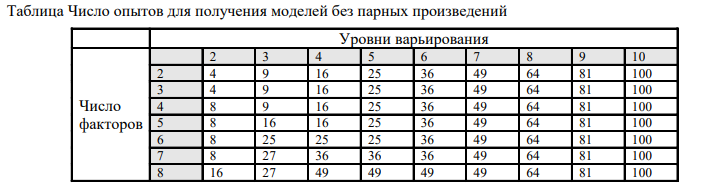 Таблица Число опытов для получения моделей без парных произведений
Уровни варьирования
Число факторов
2 3 4 5 6 7 8 9 10
2 4 9 16 25 36 49 64 81 100
3 4 9 16 25 36 49 64 81 100
4 8 9 16 25 36 49 64 81 100
5 8 16 16 25 36 49 64 81 100
6 8 25 25 25 36 49 64 81 100
7 8 27 36 36 36 49 64 81 100
8 16 27 49 49 49 49 64 81 100